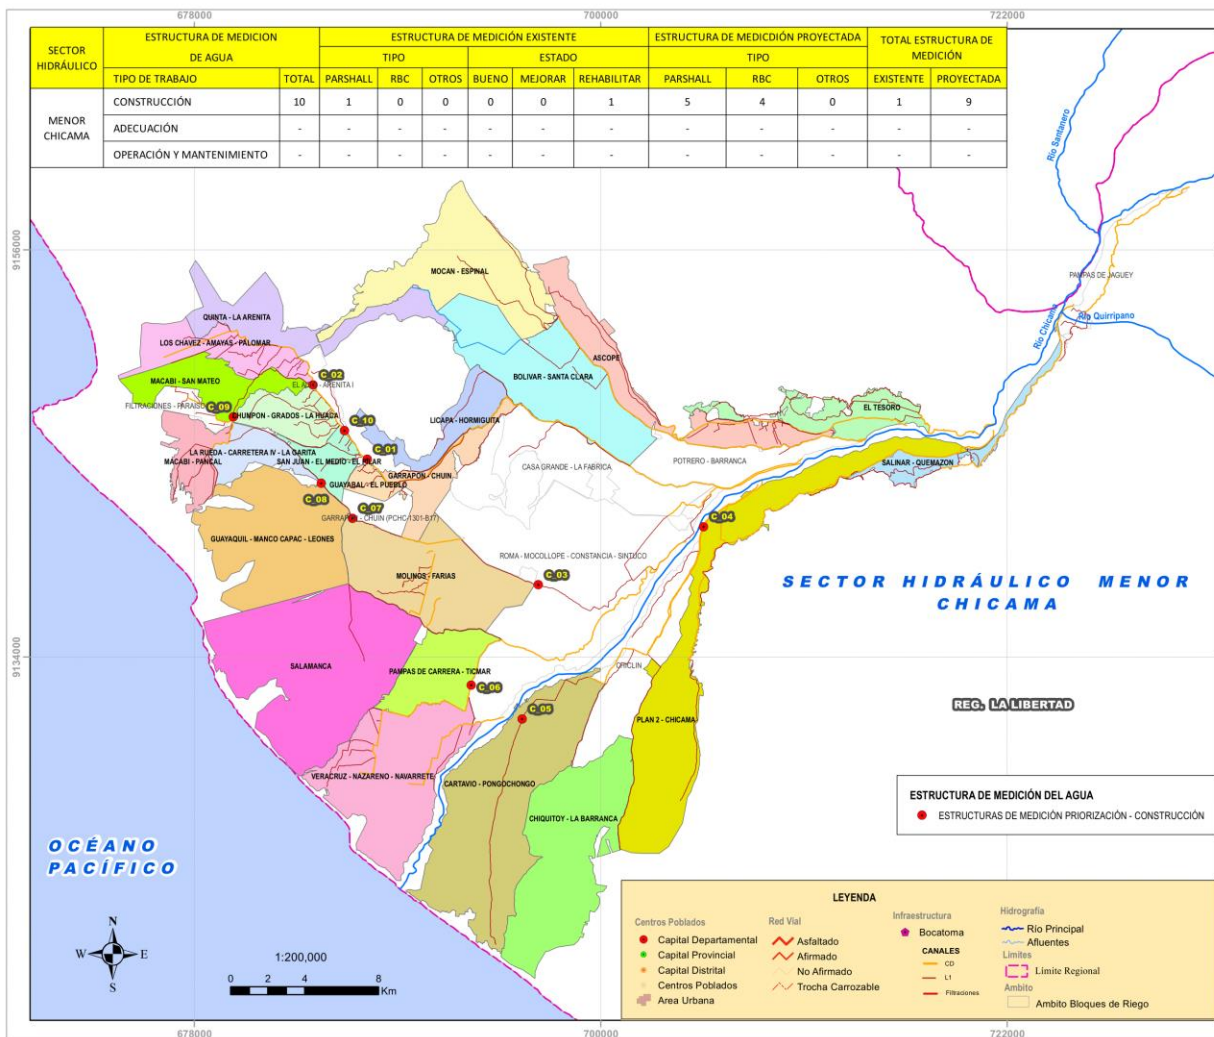 678000 700000 722000
SECTOR HIDRÁULICO
ESTRUCTURA DE MEDICION DE AGUA
ESTRUCTURA DE MEDICIÓN EXISTENTE
ESTRUCTURA DE MEDICDIÓN PROYECTADA
TOTAL ESTRUCTURA DE MEDICIÓN
TIPO ESTADO TIPO
TIPO DE TRABAJO TOTAL PARSHALL RBC OTROS BUENO MEJORAR REHABILITAR PARSHALL RBC OTROS EXISTENTE PROYECTADA
MENOR CHICAMA
CONSTRUCCIÓN 10 1 0 0 0 0 1 5 4 0 1 9
ADECUACIÓN - - - - - - - - - - - -
OPERACIÓN Y MANTENIMIENTO - - - - - - - - - - - -
Río Santanero
9156000
MOCAN - ESPINAL
PAMPAS DE JAGUEY
QUINTA - LA ARENITA
Río Chicama
Río Quirripano
LOS CHAVEZ - AMAYAS - PALOMAR
ASCOPE
BOLIVAR - SANTA CLARA
MACABI - SAN MATEO
C_02
C_09
EL TESORO
CHUMPON - GRADOS - LA HUACA
LICAPA - HORMIGUITA
C_10
LA RUEDA - CARRETERA IV - LA GARITA
C_01
POTRERO - BARRANCA
MACABI - PANCAL
SAN JUAN - EL MEDIO - EL PILAR
SALINAR - QUEMAZON
CASA GRANDE - LA FABRICA
GARRAPON - CHUIN
GUAYABAL - EL PUEBLO
C_08
C_07
C_04
GUAYAQUIL - MANCO CAPAC - LEONES
ROMA - MOCOLLOPE - CONSTANCIA - SINTUCO
MOLINOS - FARIAS
C_03
SECTOR HIDRÁULICO MENOR
CHICAMA
9134000
SALAMANCA
PAMPAS DE CARRERA - TICMAR
C_06
REG. LA LIBERTAD
C_05
PLAN 2 - CHICAMA
VERACRUZ - NAZARENO - NAVARRETE
CARTAVIO - PONGOCHONGO
CHIQUITOY - LA BARRANCA
ESTRUCTURA DE MEDICIÓN DEL AGUA
ESTRUCTURAS DE MEDICIÓN PRIORIZACIÓN - CONSTRUCCIÓN
OCÉANO
PACÍFICO
N
W E
S
1:200,000
0 2 4 8
Km
LEYENDA
Centros Poblados
Capital Departamental
Capital Provincial
Capital Distrital
Centros Poblados
Area Urbana
Red Vial
Asfaltado
Afirmado
No Afirmado
Trocha Carrozable
Infraestructura
Bocatoma
CANALES
CD
L1
Filtraciones
Hidrografía
Río Principal
Afluentes
Limites
Limite Regional
Ambito
Ambito Bloques de Riego
678000 700000 722000